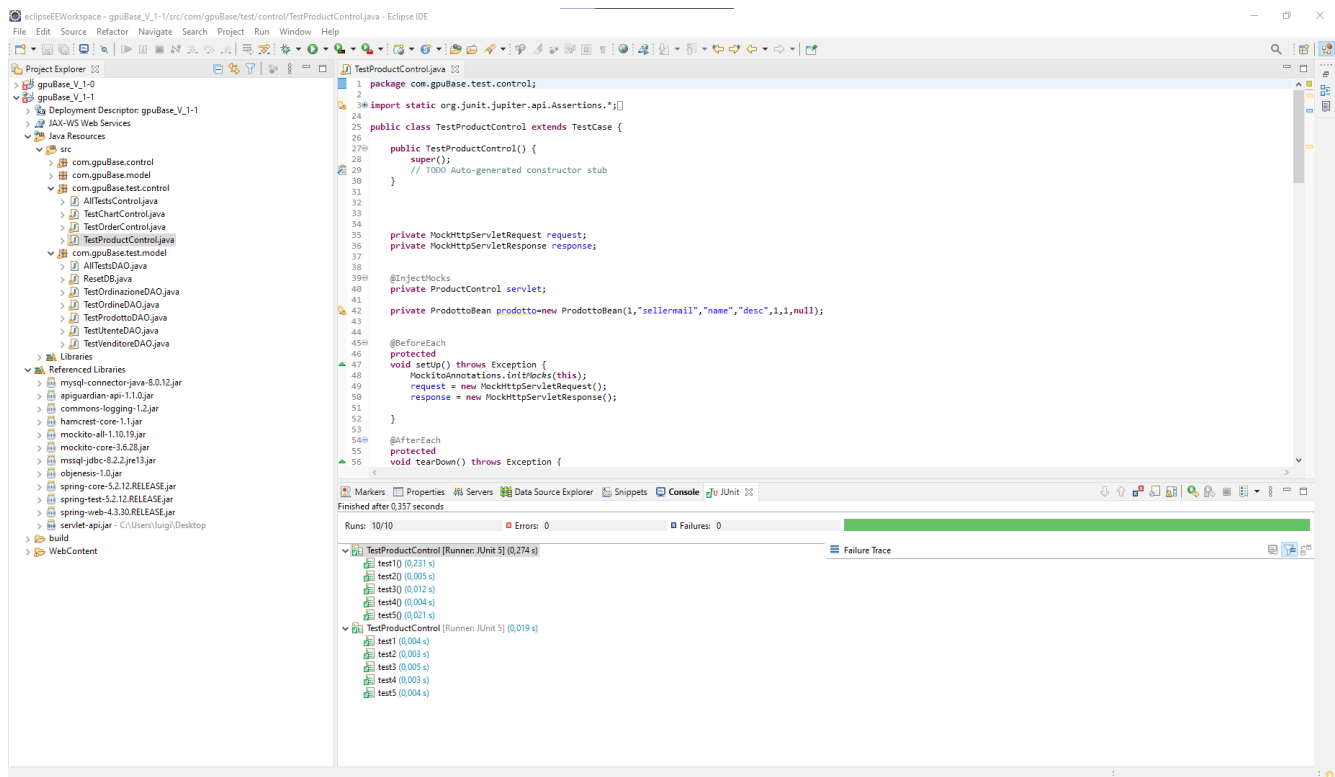 eclipseEEWorkspace - gpuBase_V_1-1/src/com/gpuBase/test/control/TestProductControl.java - Eclipse IDE
File Edit Source Refactor Navigate Search Project Run Window Help
Project Explorer
gpuBase_V_1-0
gpuBase_V_1-1
Deployment Descriptor: gpuBase_V_1-1
JAX-WS Web Services
Java Resources
src
com.gpuBase.control
com.gpuBase.model
com.gpuBase.test.control
AllTestsControl.java
TestChartControl.java
TestOrderControl.java
TestProductControl.java
com.gpuBase.test.model
AllTestsDAO.java
ResetDB.java
TestOrdinazioneDAO.java
TestOrdineDAO.java
TestProdottoDAO.java
TestUtenteDAO.java
TestVenditoreDAO.java
Libraries
Referenced Libraries
mysql-connector-java-8.0.12.jar
apiguardian-api-1.1.0.jar
commons-logging-1.2.jar
hamcrest-core-1.1.jar
mockito-all-1.10.19.jar
mockito-core-3.6.28.jar
mssql-jdbc-8.2.2.jre13.jar
objenesis-1.0.jar
spring-core-5.2.12.RELEASE.jar
spring-test-5.2.12.RELEASE.jar
spring-web-4.3.30.RELEASE.jar
servlet-api.jar - C:\Users\luigi\Desktop
build
WebContent
TestProductControl.java
1 package com.gpuBase.test.control;
2
3 import static org.junit.jupiter.api.Assertions.*;
24
25 public class TestProductControl extends TestCase {
26
27 public TestProductControl() {
28 super();
29 // TODO Auto-generated constructor stub
30 }
31
32
33
34
35 private MockHttpServletRequest request;
36 private MockHttpServletResponse response;
37
38
39 @InjectMocks
40 private ProductControl servlet;
41
42 private ProdottoBean prodotto=new ProdottoBean(1,"sellermail","name","desc",1,1,null);
43
44
45 @BeforeEach
46 protected
47 void setUp() throws Exception {
48 MockitoAnnotations.initMocks(this);
49 request = new MockHttpServletRequest();
50 response = new MockHttpServletResponse();
51
52 }
53
54 @AfterEach
55 protected
56 void tearDown() throws Exception {
Markers Properties Servers Data Source Explorer Snippets Console JUnit
Finished after 0,357 seconds
Runs: 10/10 Errors: 0 Failures: 0
TestProductControl [Runner: JUnit 5] (0,274 s)
test1() (0,231 s)
test2() (0,005 s)
test3() (0,012 s)
test4() (0,004 s)
test5() (0,021 s)
TestProductControl [Runner: JUnit 5] (0,019 s)
test1 (0,004 s)
test2 (0,003 s)
test3 (0,005 s)
test4 (0,003 s)
test5 (0,004 s)
Failure Trace